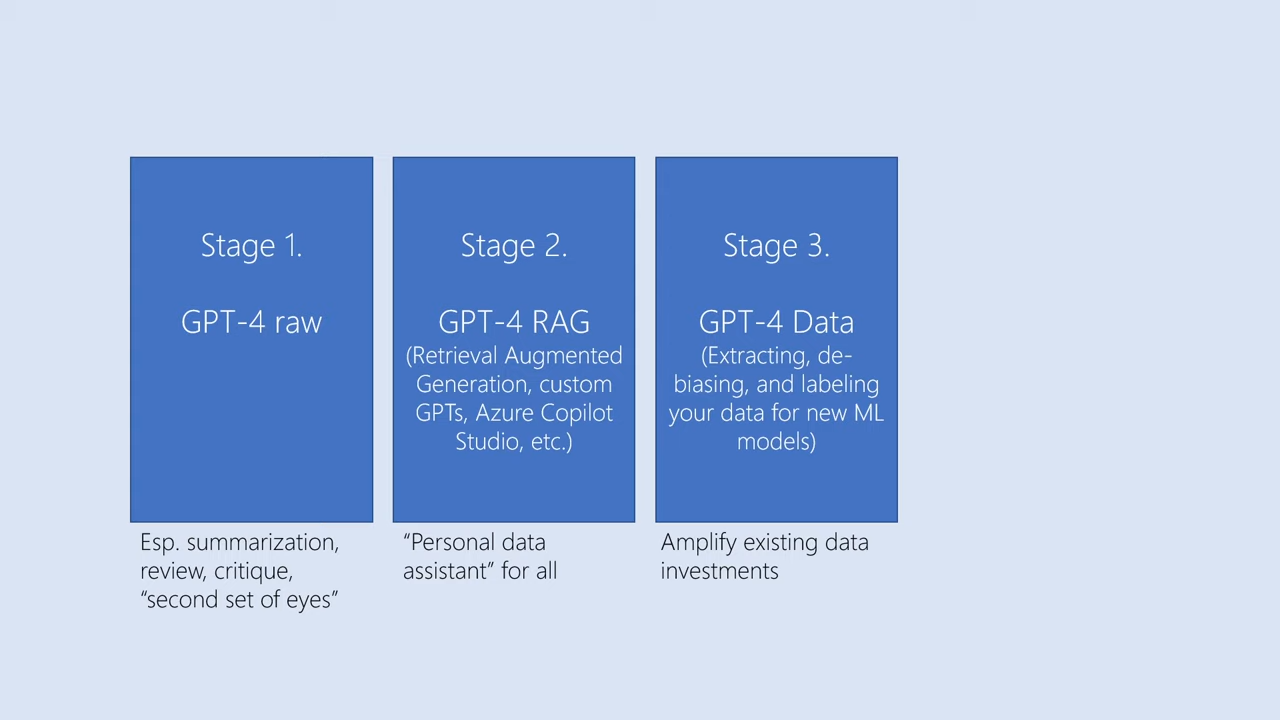 Stage 1.
GPT-4 raw
Esp. summarization,
review, critique,
“second set of eyes”
Stage 2.
GPT-4 RAG
(Retrieval Augmented
Generation, custom
GPTs, Azure Copilot
Studio, etc.)
“Personal data
assistant” for all
Stage 3.
GPT-4 Data
(Extracting, de-
biasing, and labeling
your data for new ML
models)
Amplify existing data
investments